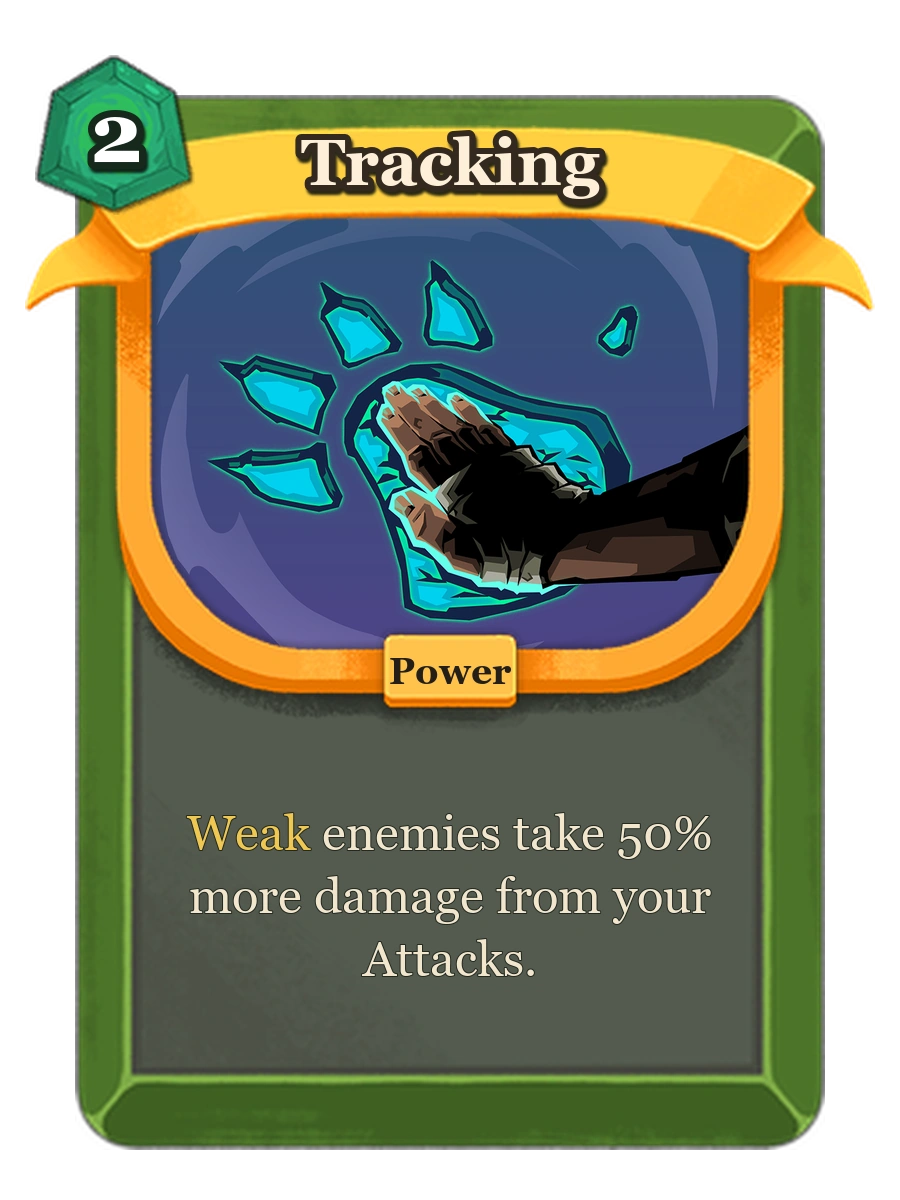 2
Tracking
Power
Weak enemies take 50%
more damage from your
Attacks.